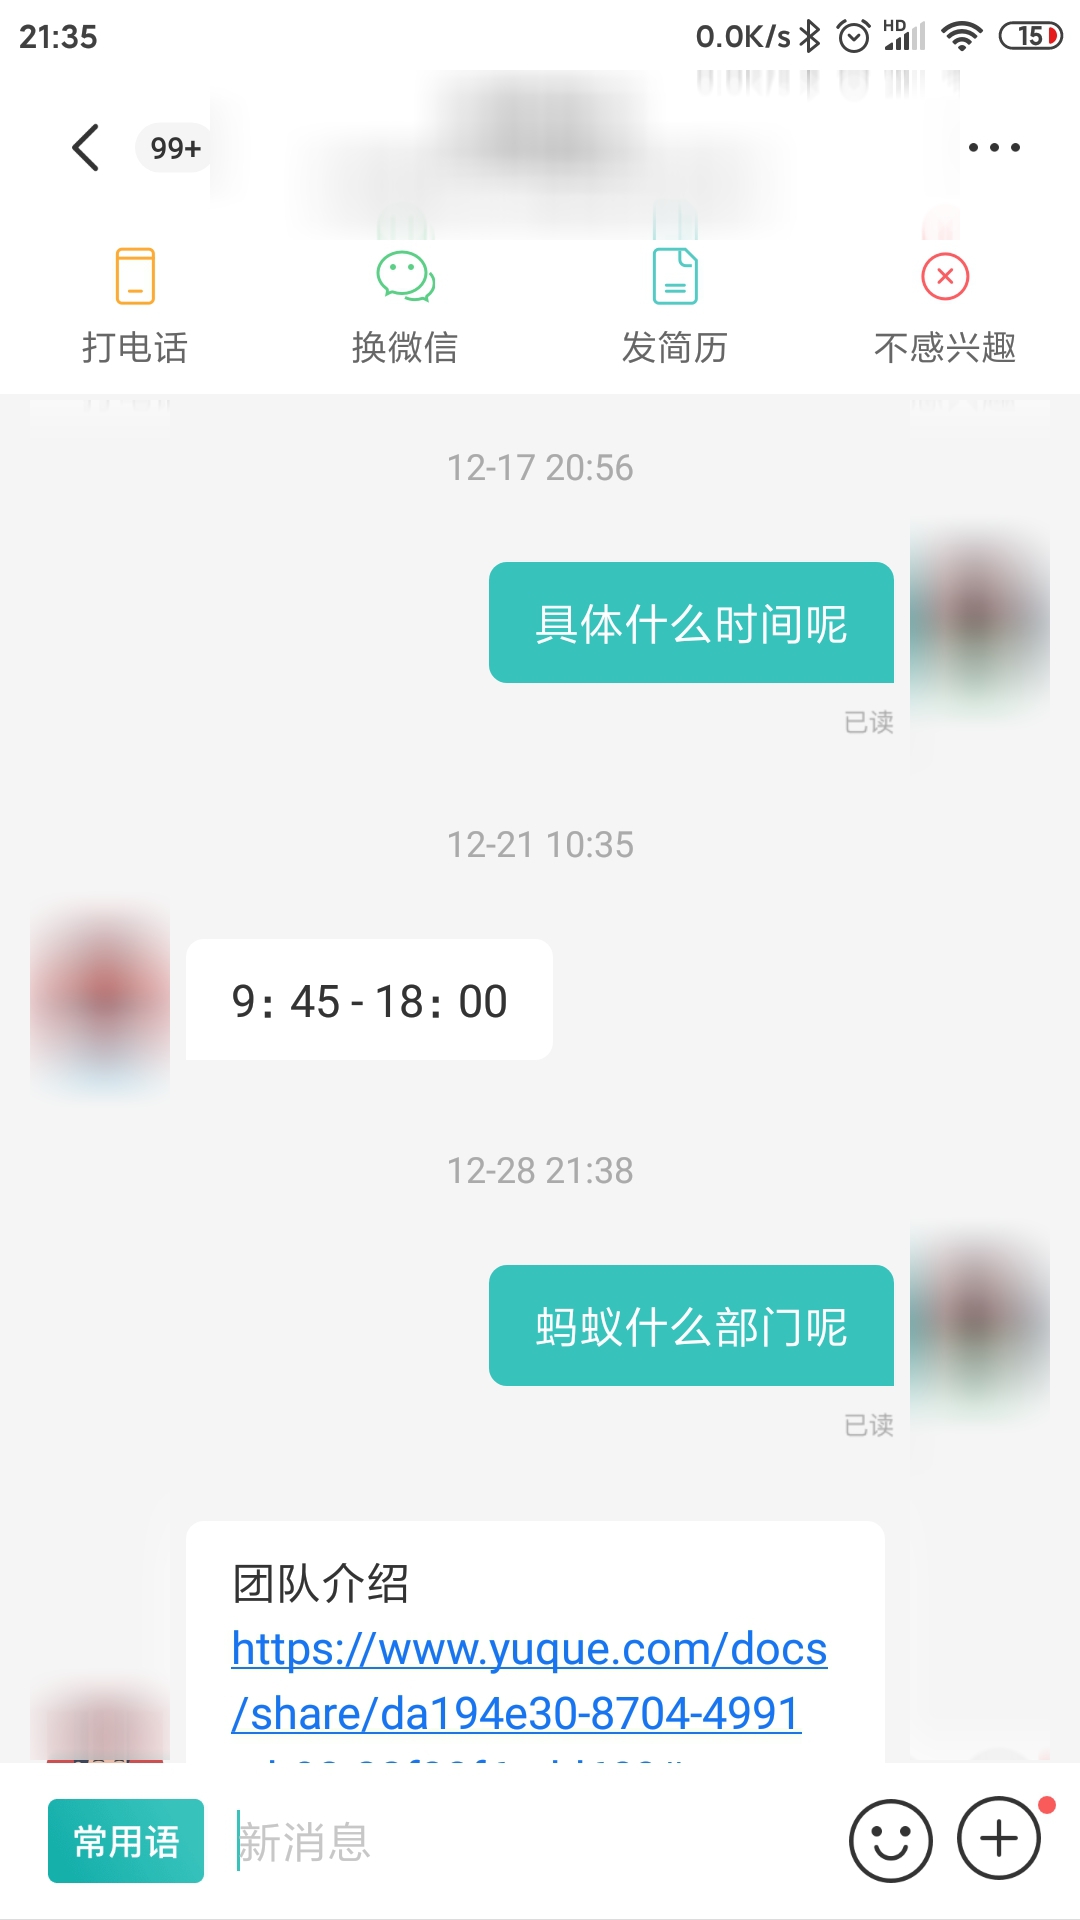 21:35
0.0K/s HD 15
99+
打电话 换微信 发简历 不感兴趣
12-17 20:56
具体什么时间呢
已读
12-21 10:35
9：45 - 18：00
12-28 21:38
蚂蚁什么部门呢
已读
团队介绍
https://www.yuque.com/docs
/share/da194e30-8704-4991
常用语 新消息